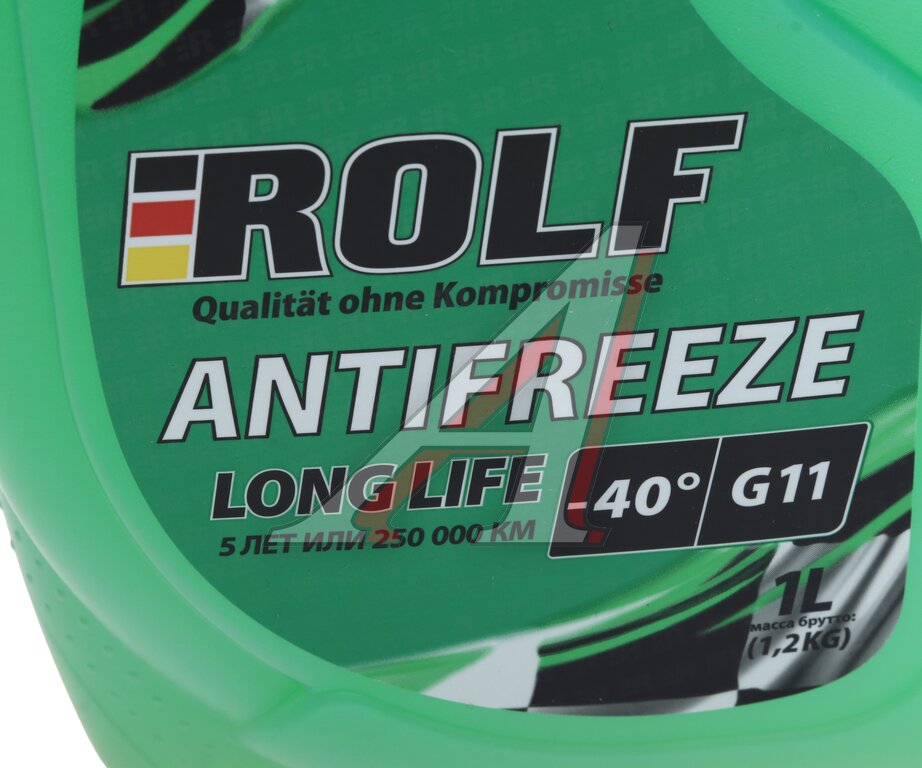 ROLF
Qualität ohne Kompromisse
ANTIFREEZE
LONG LIFE
-40° G11
5 ЛЕТ ИЛИ 250 000 КМ
1L
масса брутто:
(1,2KG)